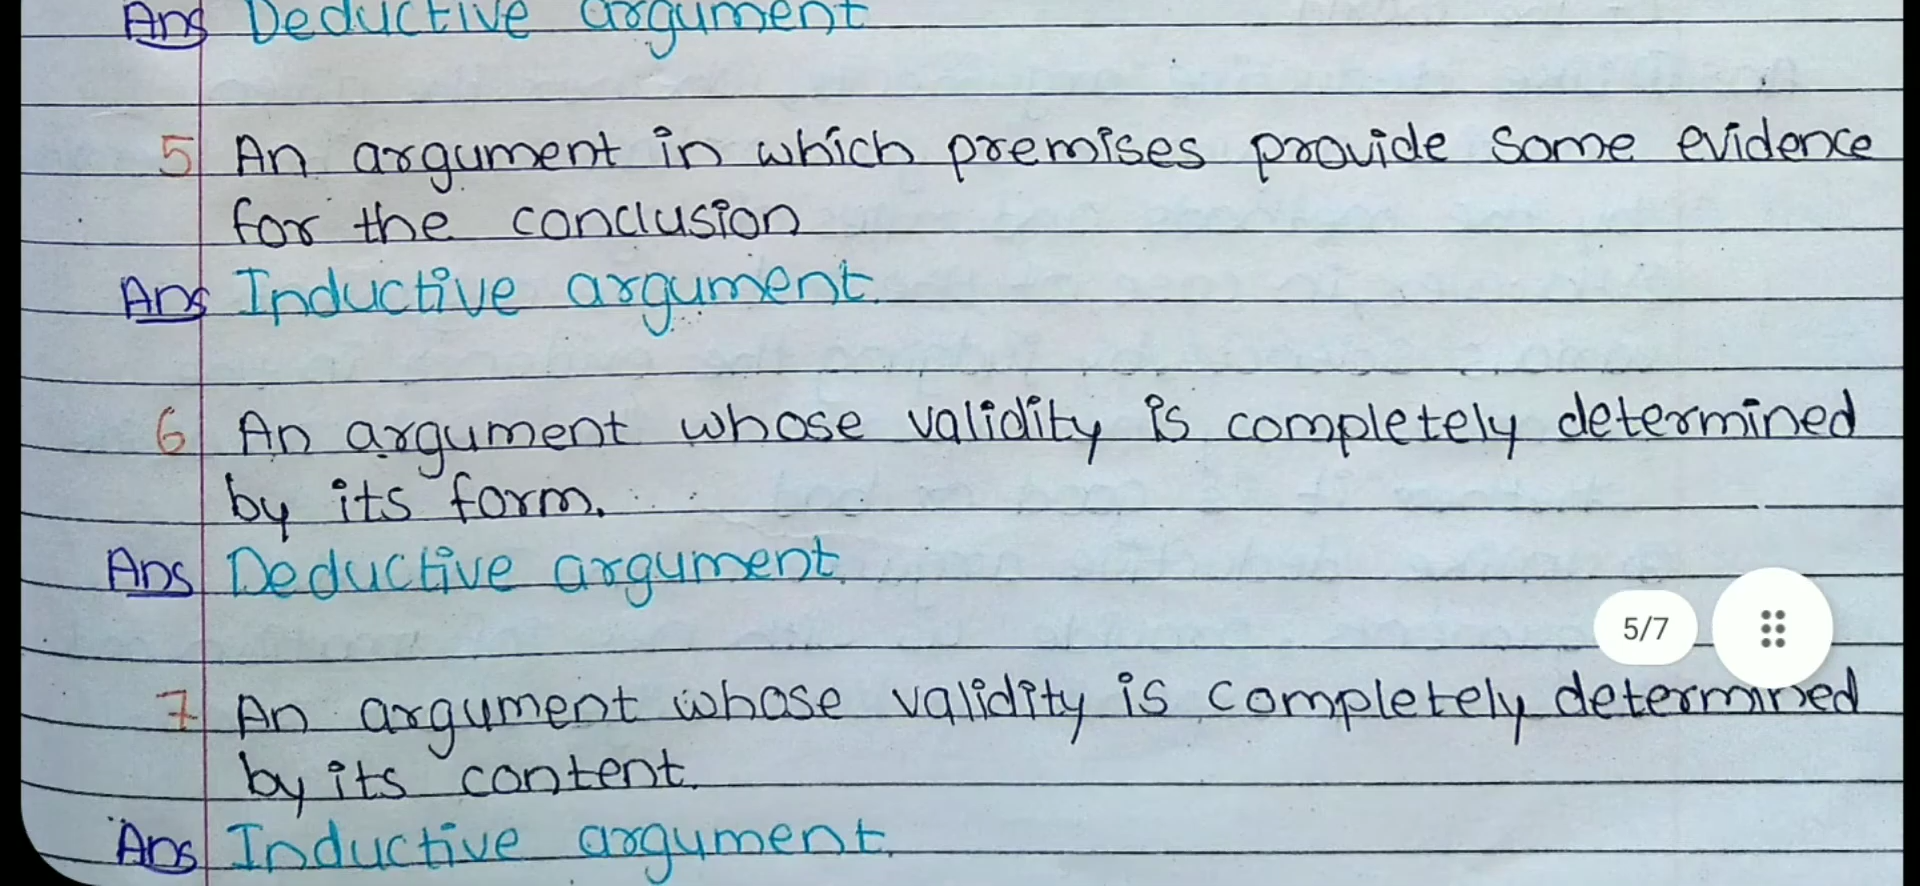 Ans Deductive argument
5 An argument in which premises provide some evidence
for the conclusion
Ans Inductive argument.
6 An argument whose validity is completely determined
by its form.
Ans Deductive argument.
5/7
7 An argument whose validity is completely determined
by its content.
Ans Inductive argument.